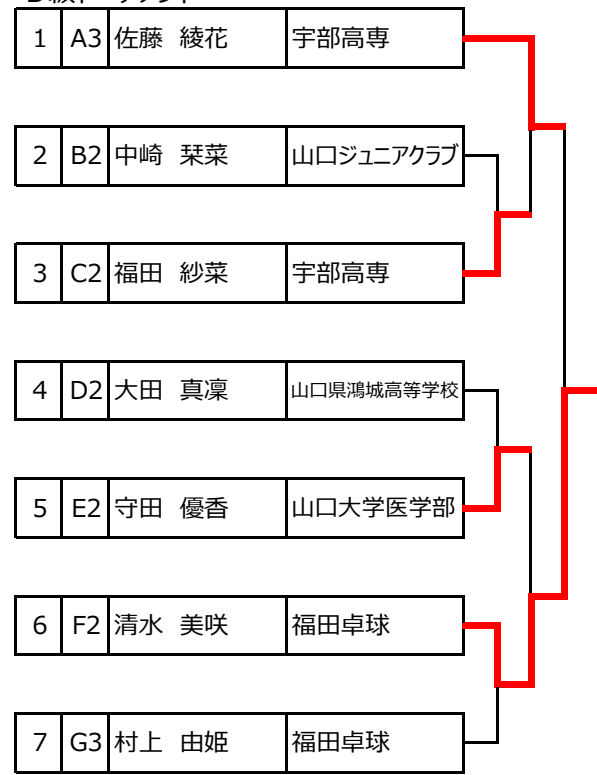 1 A3 佐藤 綾花 宇部高専
2 B2 中崎 栞菜 山口ジュニアクラブ
3 C2 福田 紗菜 宇部高専
4 D2 大田 真凜 山口県鴻城高等学校
5 E2 守田 優香 山口大学医学部
6 F2 清水 美咲 福田卓球
7 G3 村上 由姫 福田卓球